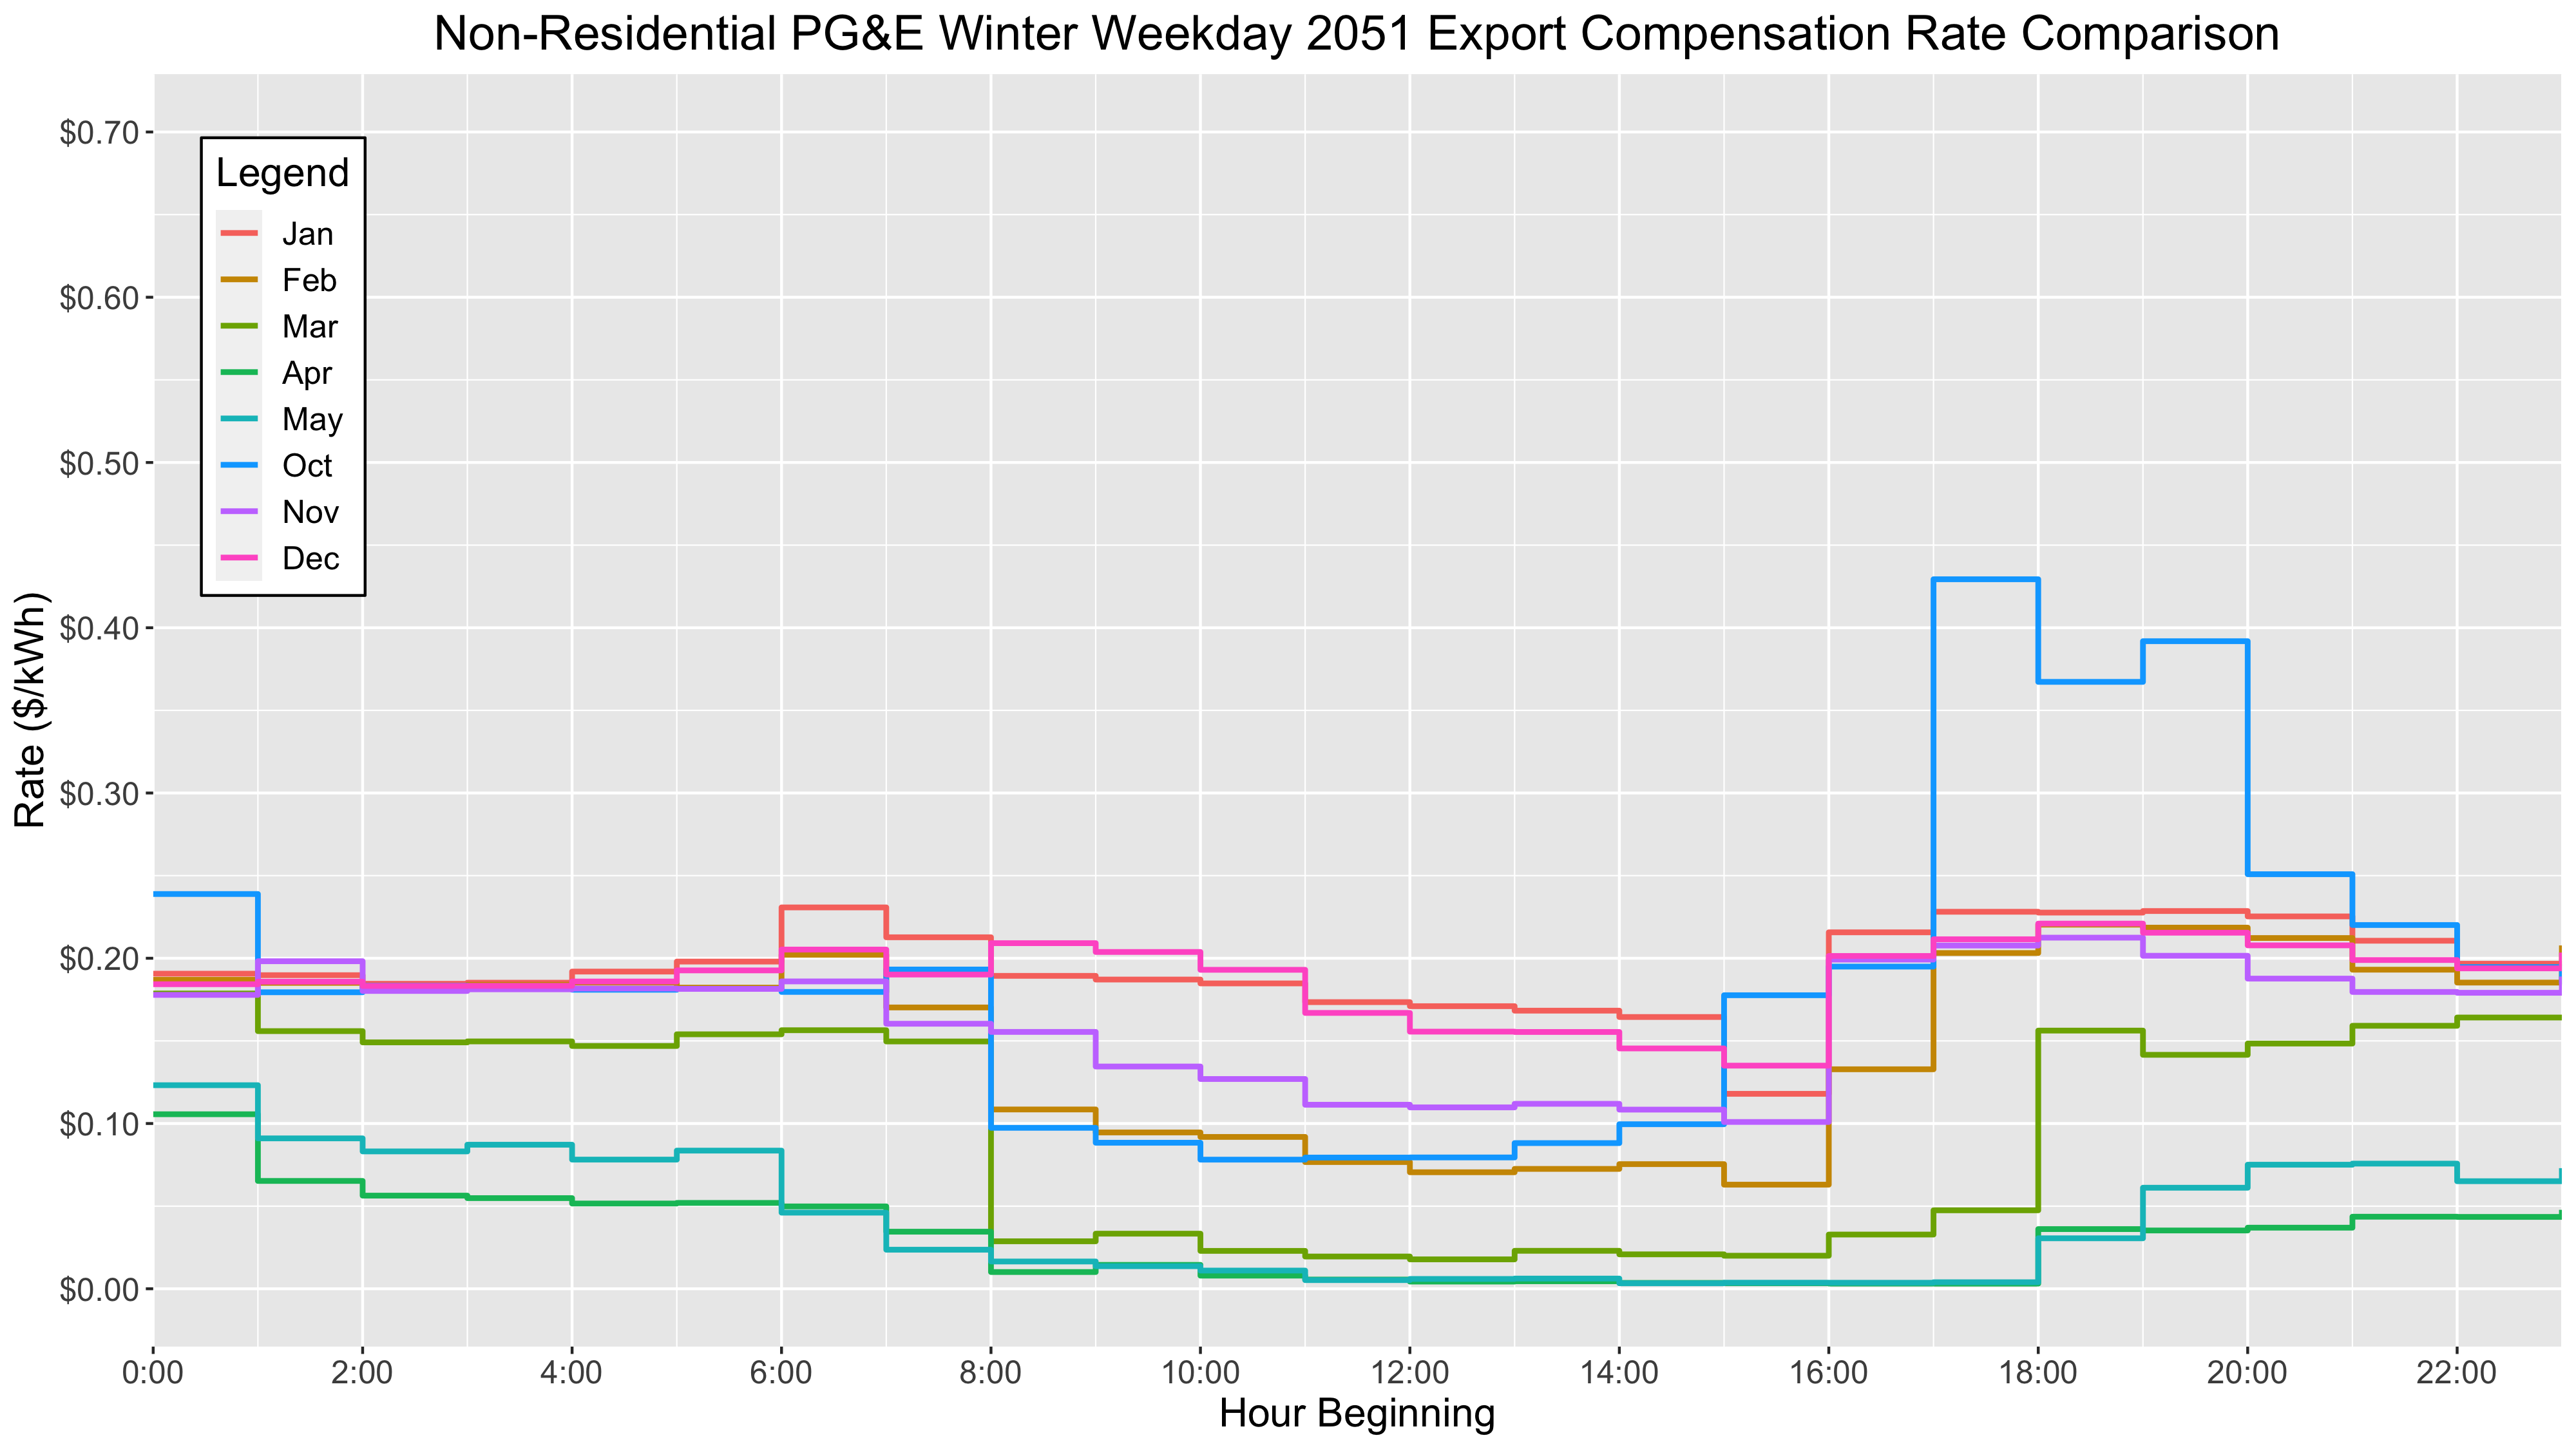 Non-Residential PG&E Winter Weekday 2051 Export Compensation Rate Comparison
Legend
Jan
Feb
Mar
Apr
May
Oct
Nov
Dec
Rate ($/kWh)
$0.70
$0.60
$0.50
$0.40
$0.30
$0.20
$0.10
$0.00
0:00 2:00 4:00 6:00 8:00 10:00 12:00 14:00 16:00 18:00 20:00 22:00
Hour Beginning